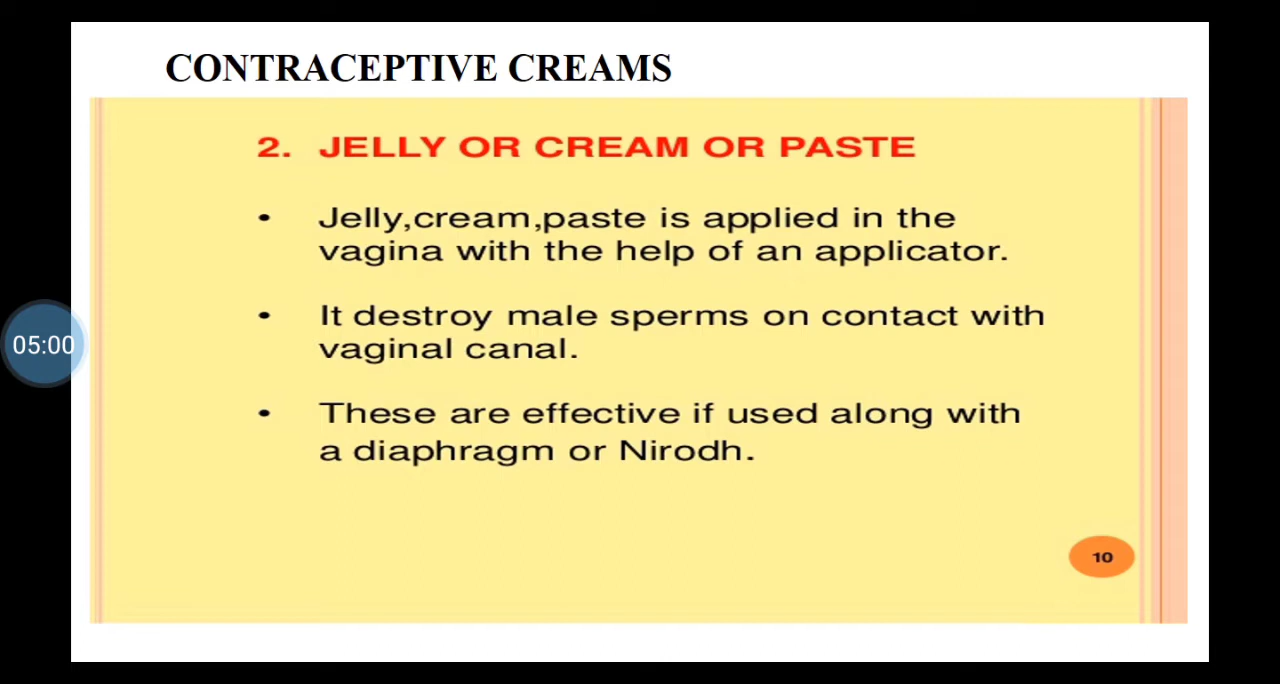 CONTRACEPTIVE CREAMS
2. JELLY OR CREAM OR PASTE
• Jelly,cream,paste is applied in the
vagina with the help of an applicator.
• It destroy male sperms on contact with
vaginal canal.
• These are effective if used along with
a diaphragm or Nirodh.
05:00
10